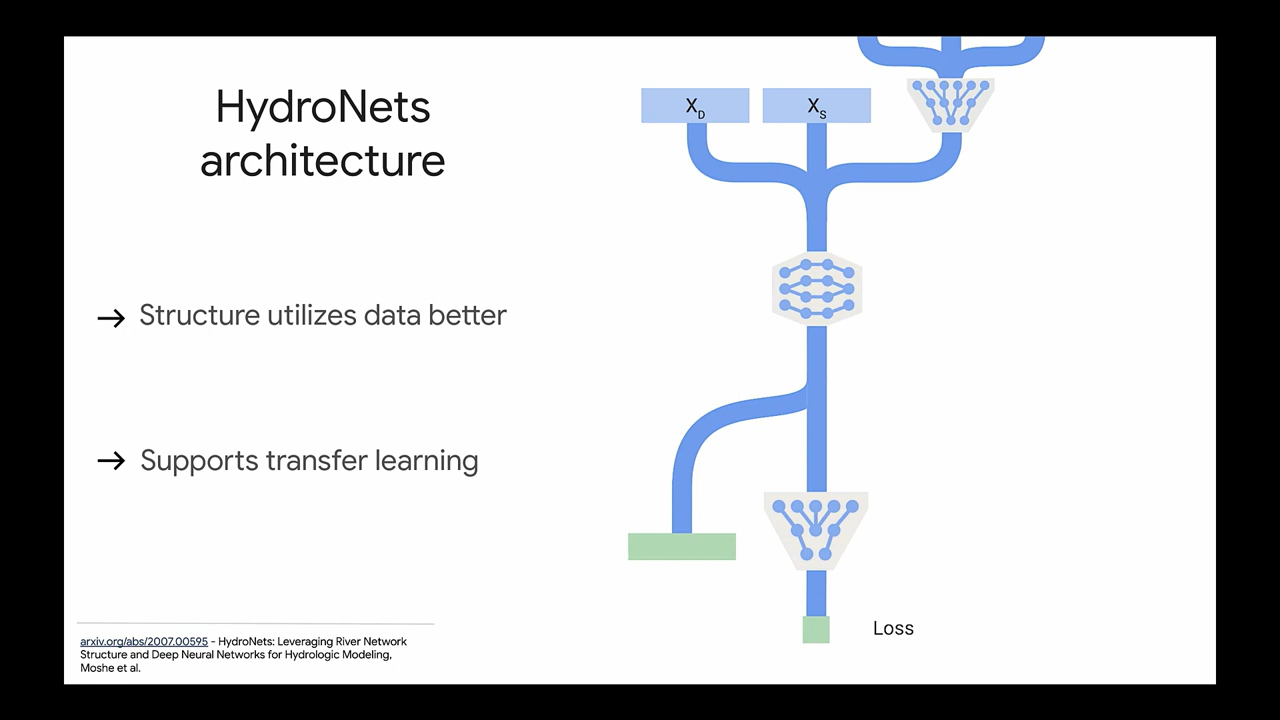 HydroNets
architecture
→ Structure utilizes data better
→ Supports transfer learning
arxiv.org/abs/2007.00595 - HydroNets: Leveraging River Network
Structure and Deep Neural Networks for Hydrologic Modeling,
Moshe et al.
X_D
X_S
Loss